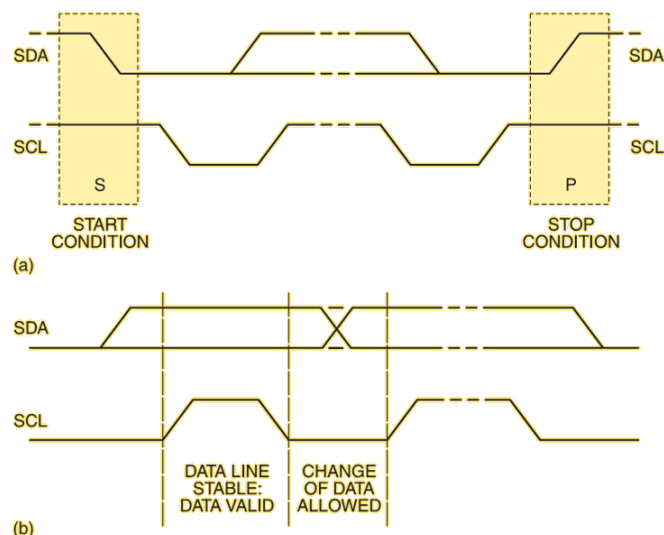 SDA
SDA
SCL
SCL
S
P
START
CONDITION
STOP
CONDITION
(a)
SDA
SCL
DATA LINE
STABLE:
DATA VALID
CHANGE
OF DATA
ALLOWED
(b)